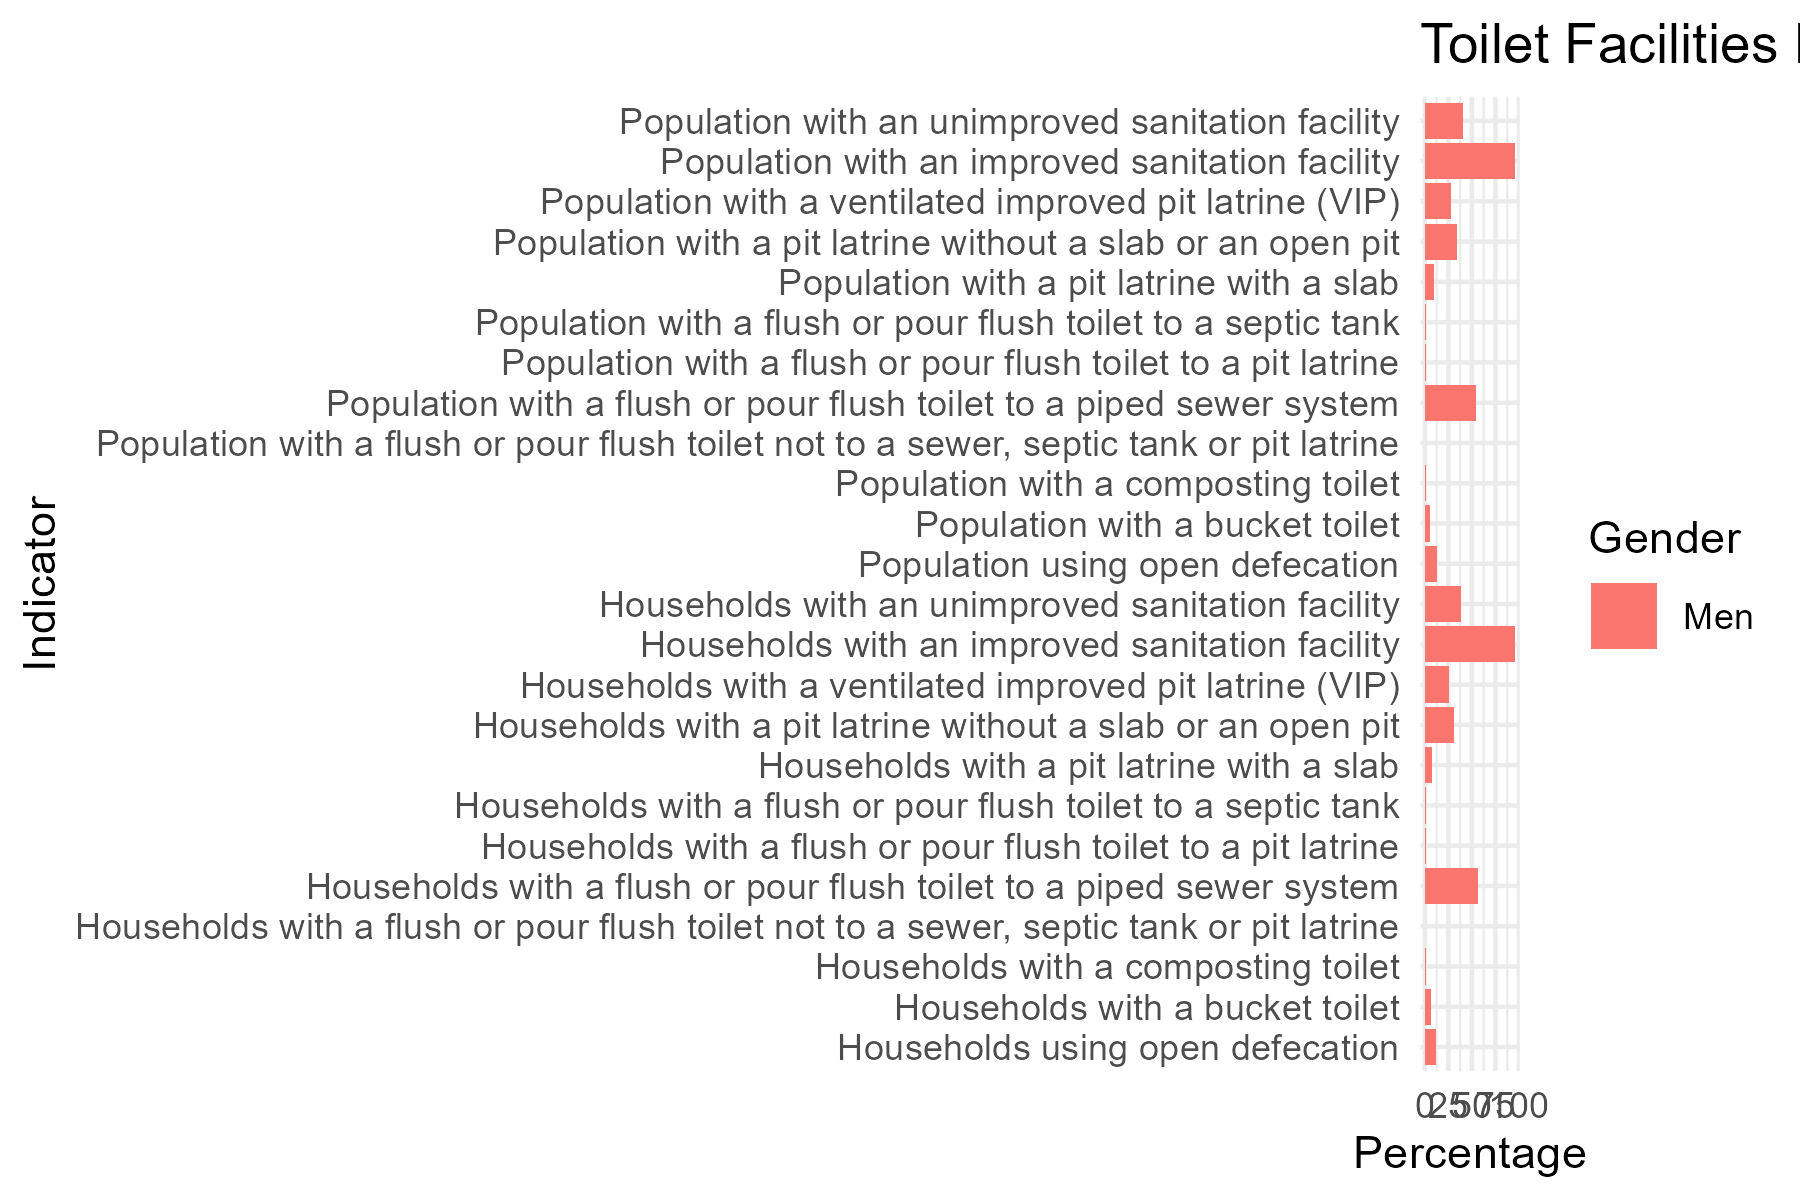 Toilet Facilities
Population with an unimproved sanitation facility
Population with an improved sanitation facility
Population with a ventilated improved pit latrine (VIP)
Population with a pit latrine without a slab or an open pit
Population with a pit latrine with a slab
Population with a flush or pour flush toilet to a septic tank
Population with a flush or pour flush toilet to a pit latrine
Population with a flush or pour flush toilet to a piped sewer system
Population with a flush or pour flush toilet not to a sewer, septic tank or pit latrine
Population with a composting toilet
Population with a bucket toilet
Population using open defecation
Households with an unimproved sanitation facility
Households with an improved sanitation facility
Households with a ventilated improved pit latrine (VIP)
Households with a pit latrine without a slab or an open pit
Households with a pit latrine with a slab
Households with a flush or pour flush toilet to a septic tank
Households with a flush or pour flush toilet to a pit latrine
Households with a flush or pour flush toilet to a piped sewer system
Households with a flush or pour flush toilet not to a sewer, septic tank or pit latrine
Households with a composting toilet
Households with a bucket toilet
Households using open defecation
Indicator
0 25 50 75 100
Percentage
Gender
Men